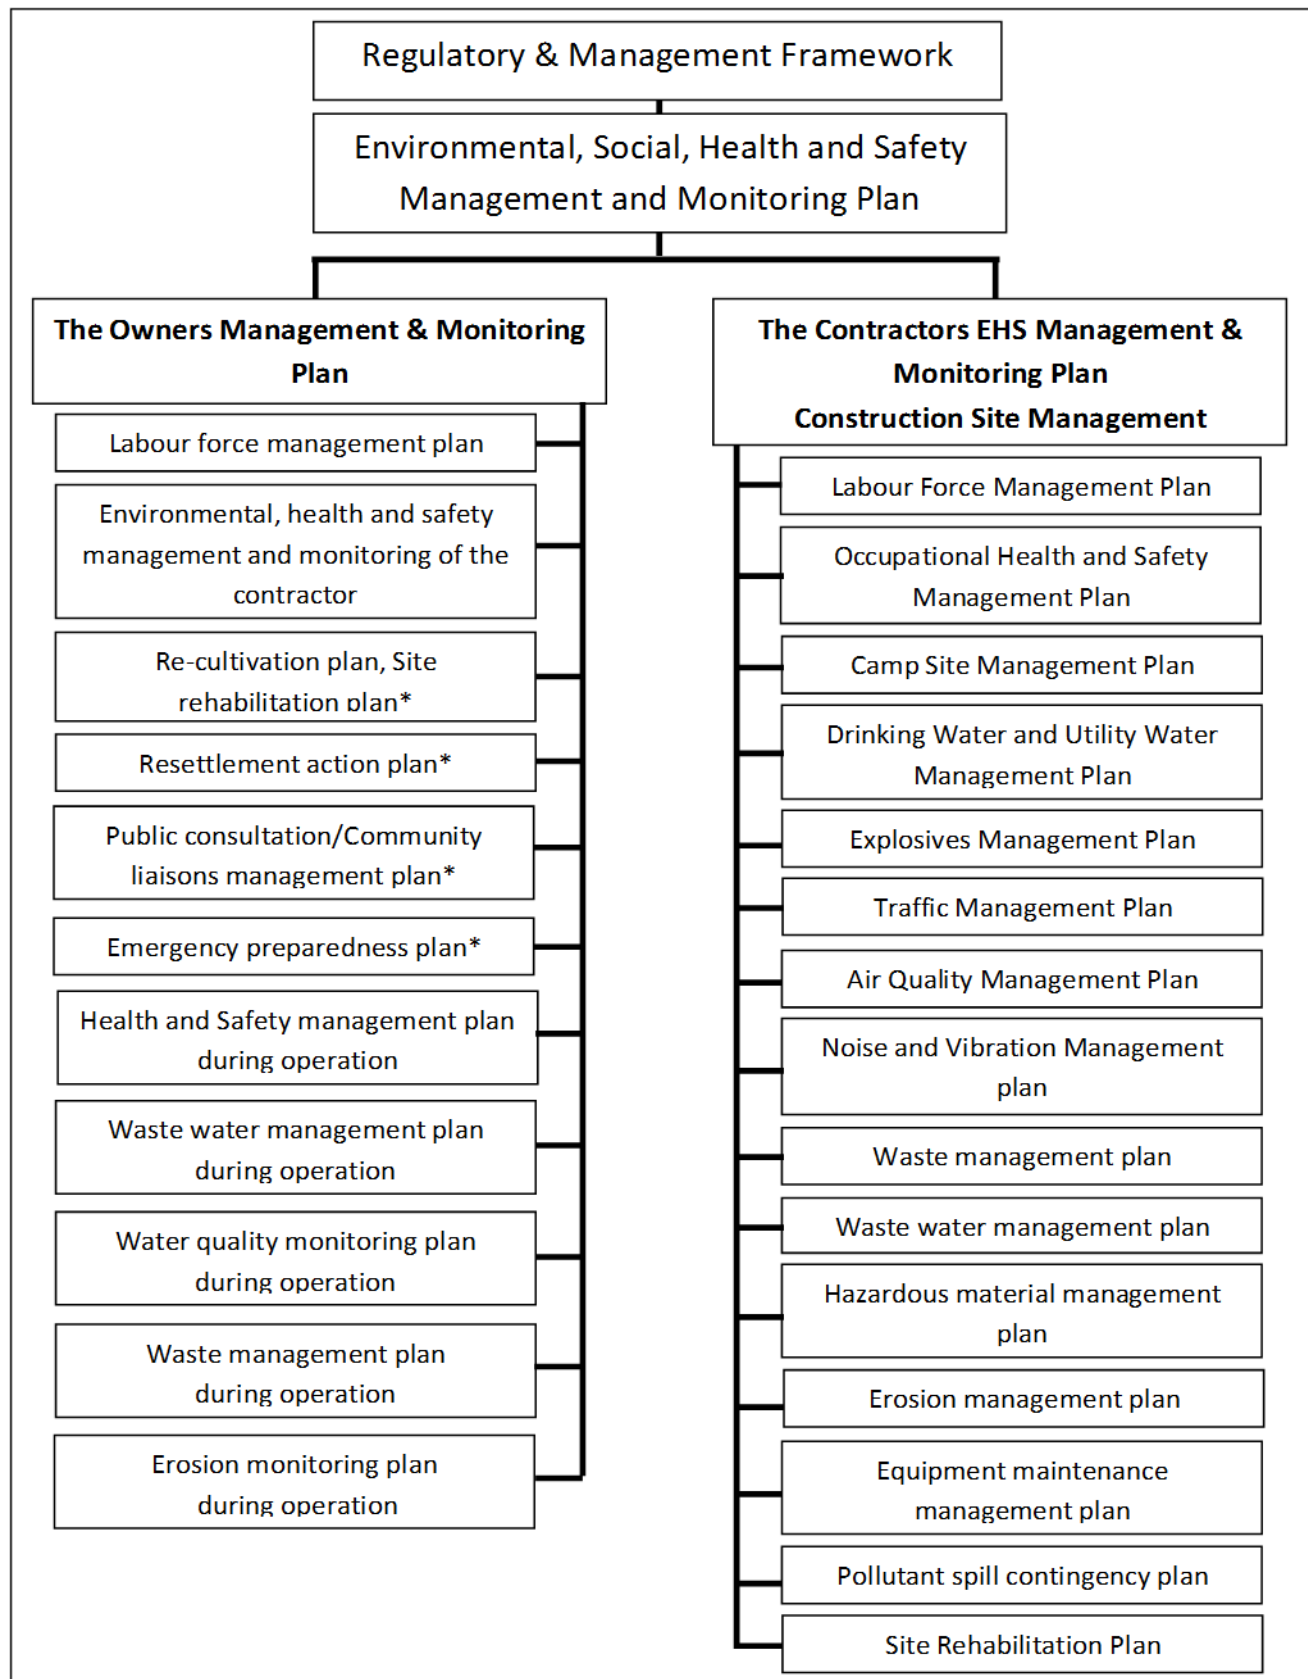 Regulatory & Management Framework
Environmental, Social, Health and Safety
Management and Monitoring Plan
The Owners Management & Monitoring
Plan
Labour force management plan
Environmental, health and safety
management and monitoring of the
contractor
Re-cultivation plan, Site
rehabilitation plan*
Resettlement action plan*
Public consultation/Community
liaisons management plan*
Emergency preparedness plan*
Health and Safety management plan
during operation
Waste water management plan
during operation
Water quality monitoring plan
during operation
Waste management plan
during operation
Erosion monitoring plan
during operation
The Contractors EHS Management &
Monitoring Plan
Construction Site Management
Labour Force Management Plan
Occupational Health and Safety
Management Plan
Camp Site Management Plan
Drinking Water and Utility Water
Management Plan
Explosives Management Plan
Traffic Management Plan
Air Quality Management Plan
Noise and Vibration Management
plan
Waste management plan
Waste water management plan
Hazardous material management
plan
Erosion management plan
Equipment maintenance
management plan
Pollutant spill contingency plan
Site Rehabilitation Plan